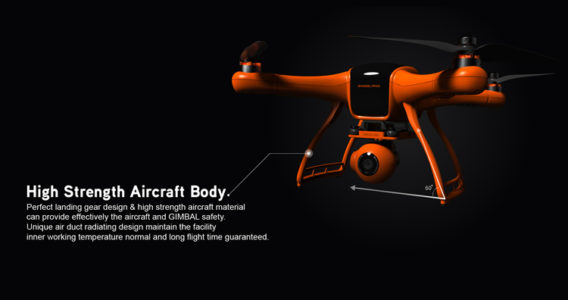 High Strength Aircraft Body.
Perfect landing gear design & high strength aircraft material
can provide effectively the aircraft and GIMBAL safety.
Unique air duct radiating design maintain the facility
inner working temperature normal and long flight time guaranteed.
60°